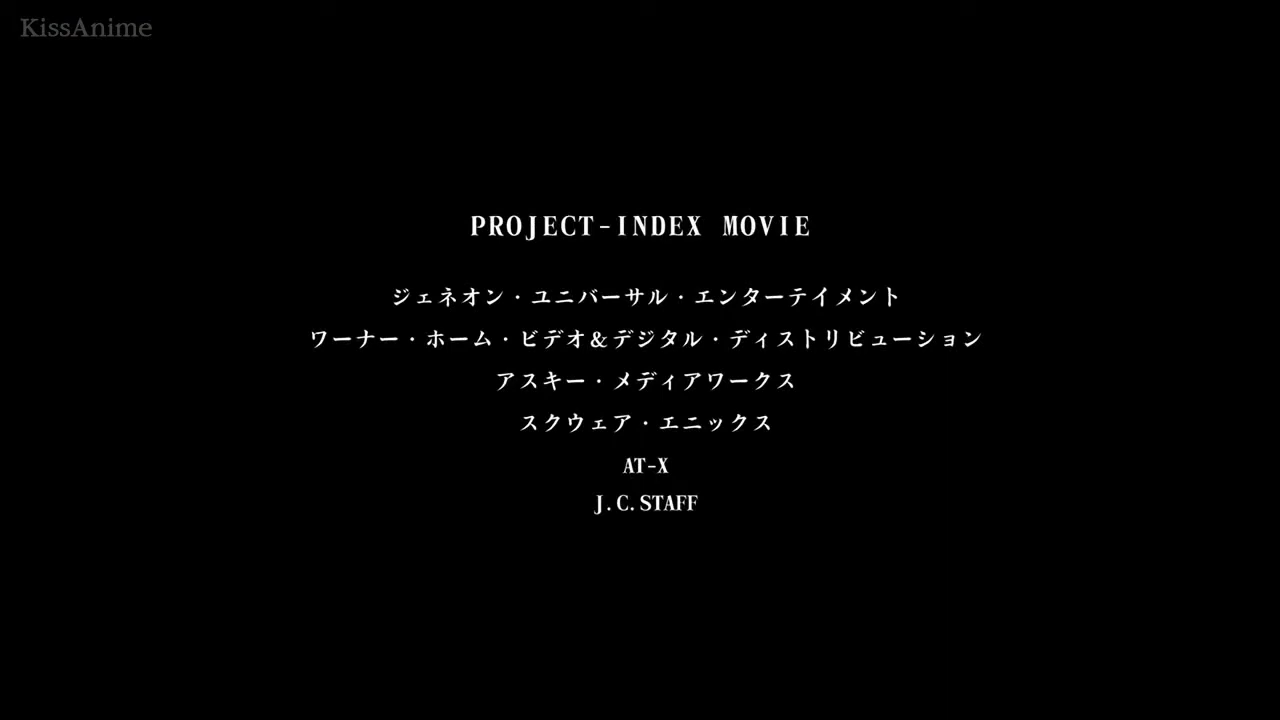 KissAnime
PROJECT-INDEX MOVIE
ジェネオン・ユニバーサル・エンターテイメント
ワーナー・ホーム・ビデオ&デジタル・ディストリビューション
アスキー・メディアワークス
スクウェア・エニックス
AT-X
J.C.STAFF